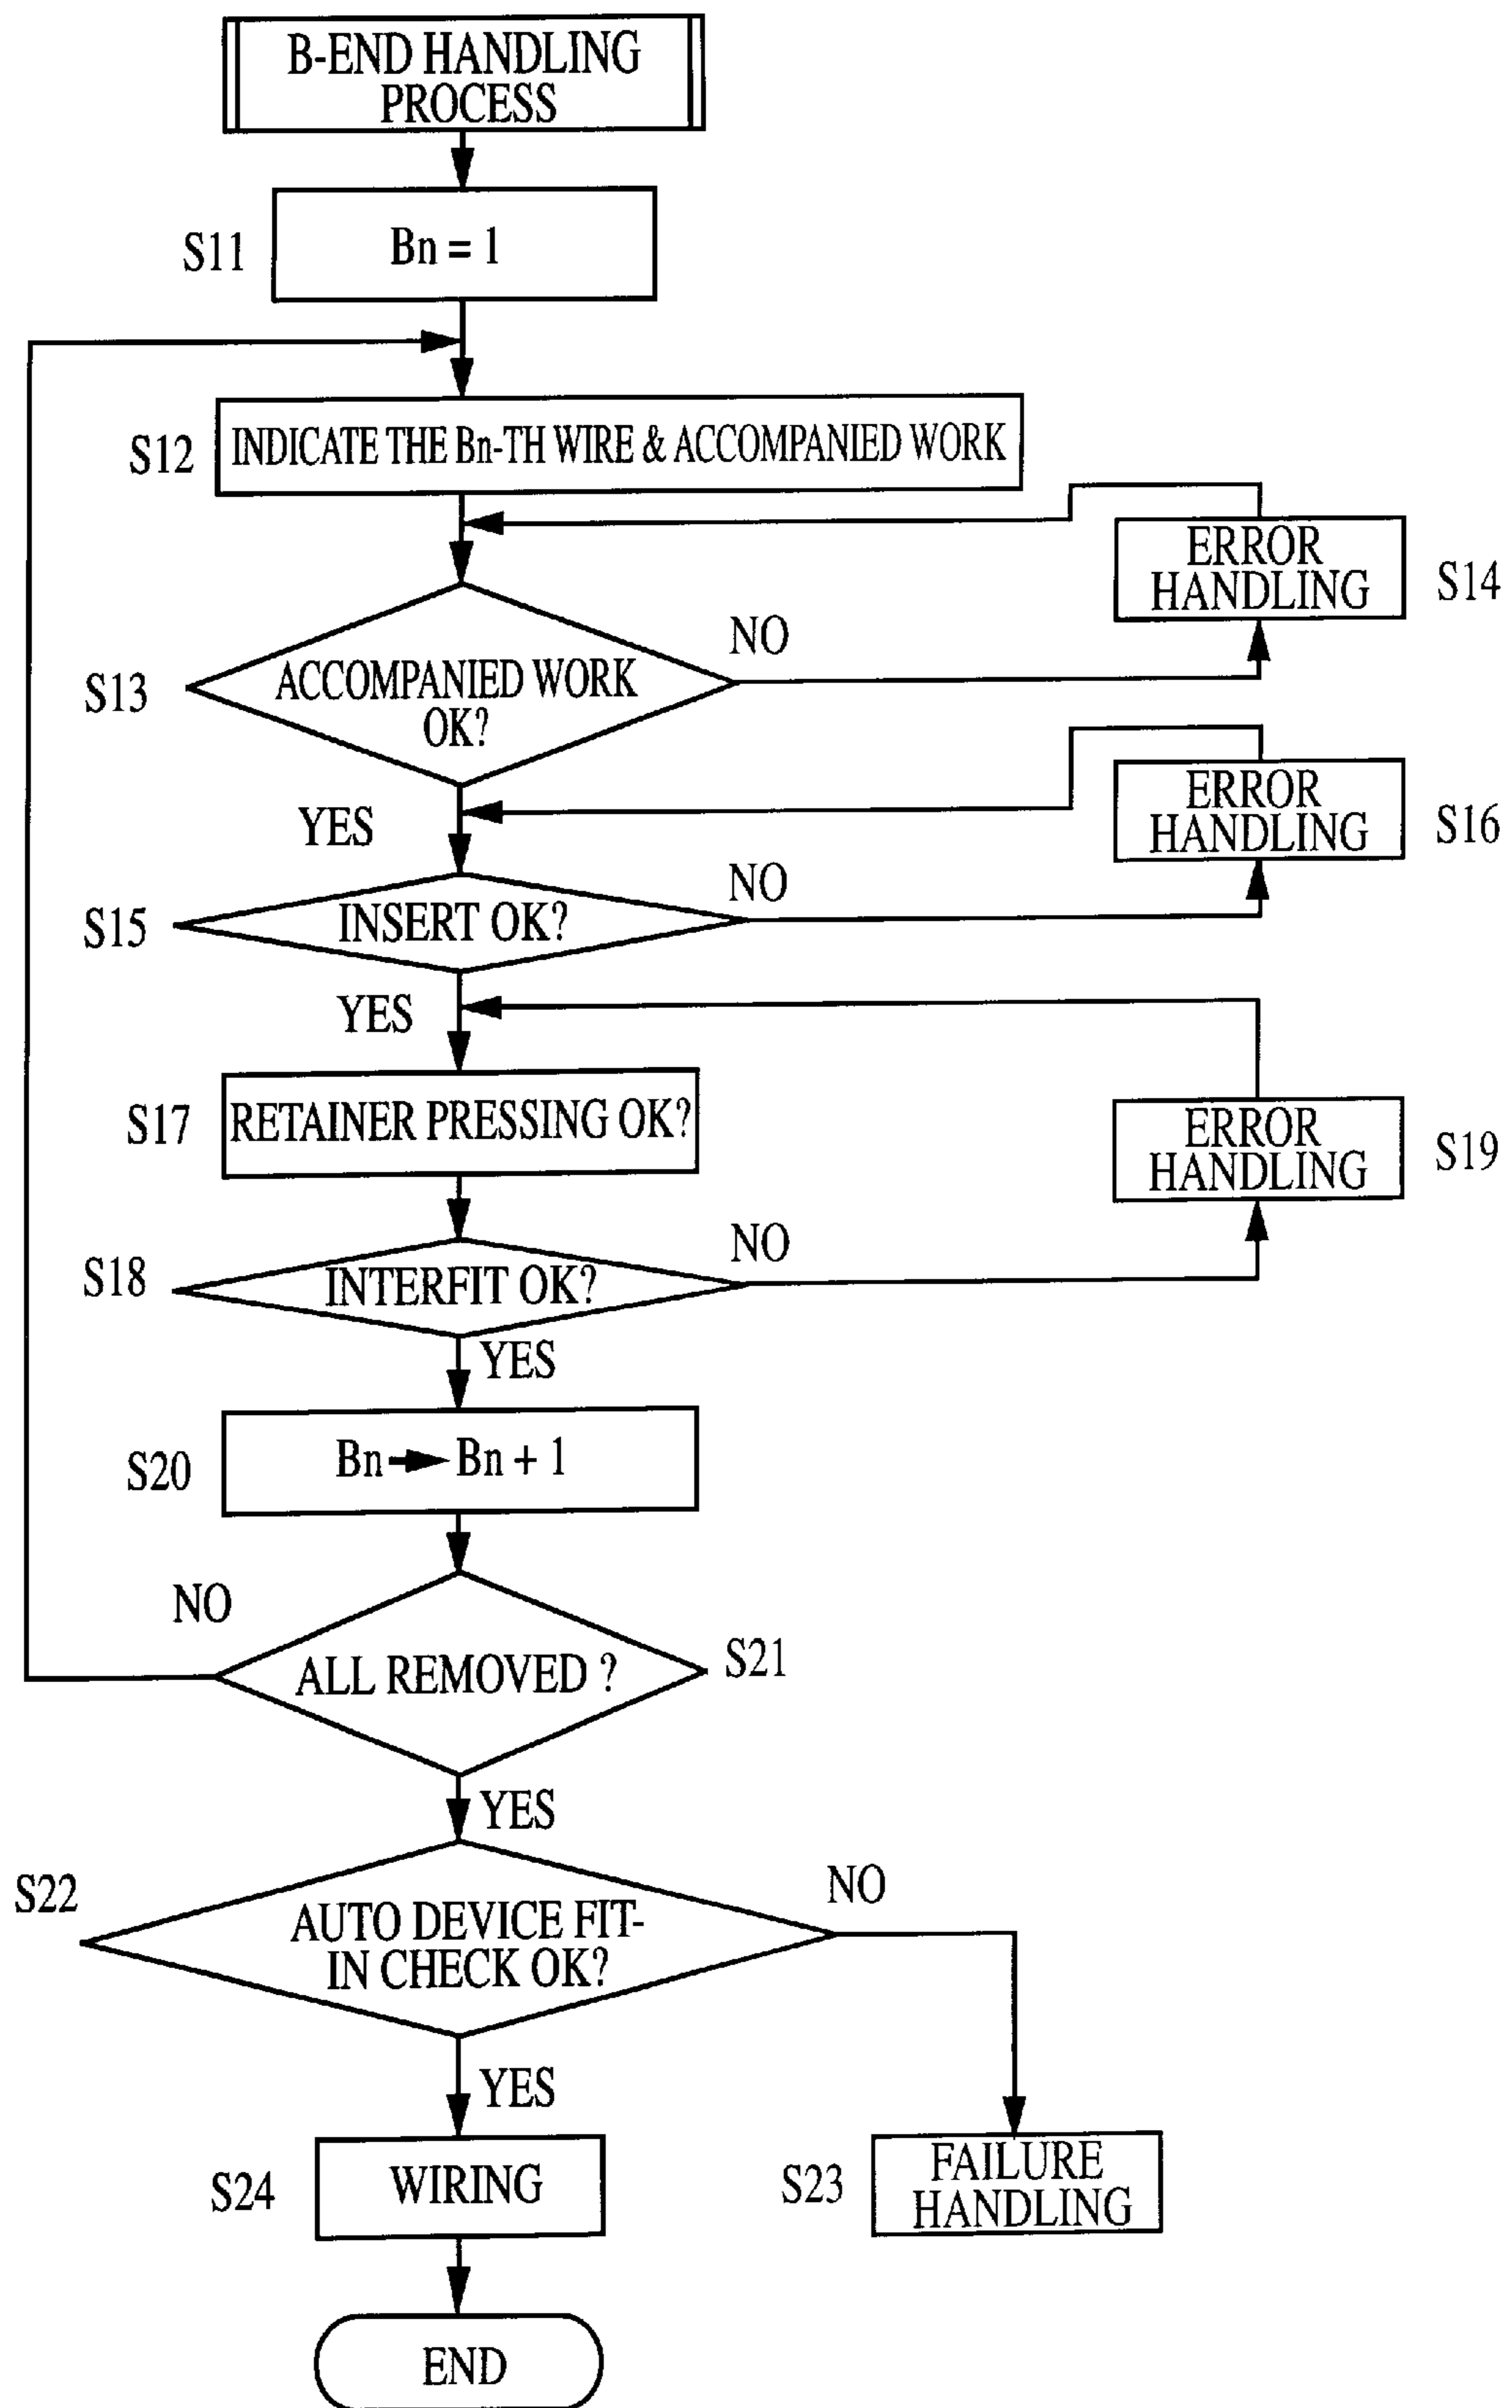 B-END HANDLING
PROCESS
S11
Bn = 1
S12
INDICATE THE Bn-TH WIRE & ACCOMPANIED WORK
ERROR
HANDLING
S14
NO
S13
ACCOMPANIED WORK
OK?
YES
ERROR
HANDLING
S16
NO
S15
INSERT OK?
YES
S17
RETAINER PRESSING OK?
ERROR
HANDLING
S19
NO
S18
INTERFIT OK?
YES
S20
Bn → Bn + 1
NO
ALL REMOVED ?
S21
YES
S22
AUTO DEVICE FIT-
IN CHECK OK?
NO
YES
S24
WIRING
S23
FAILURE
HANDLING
END